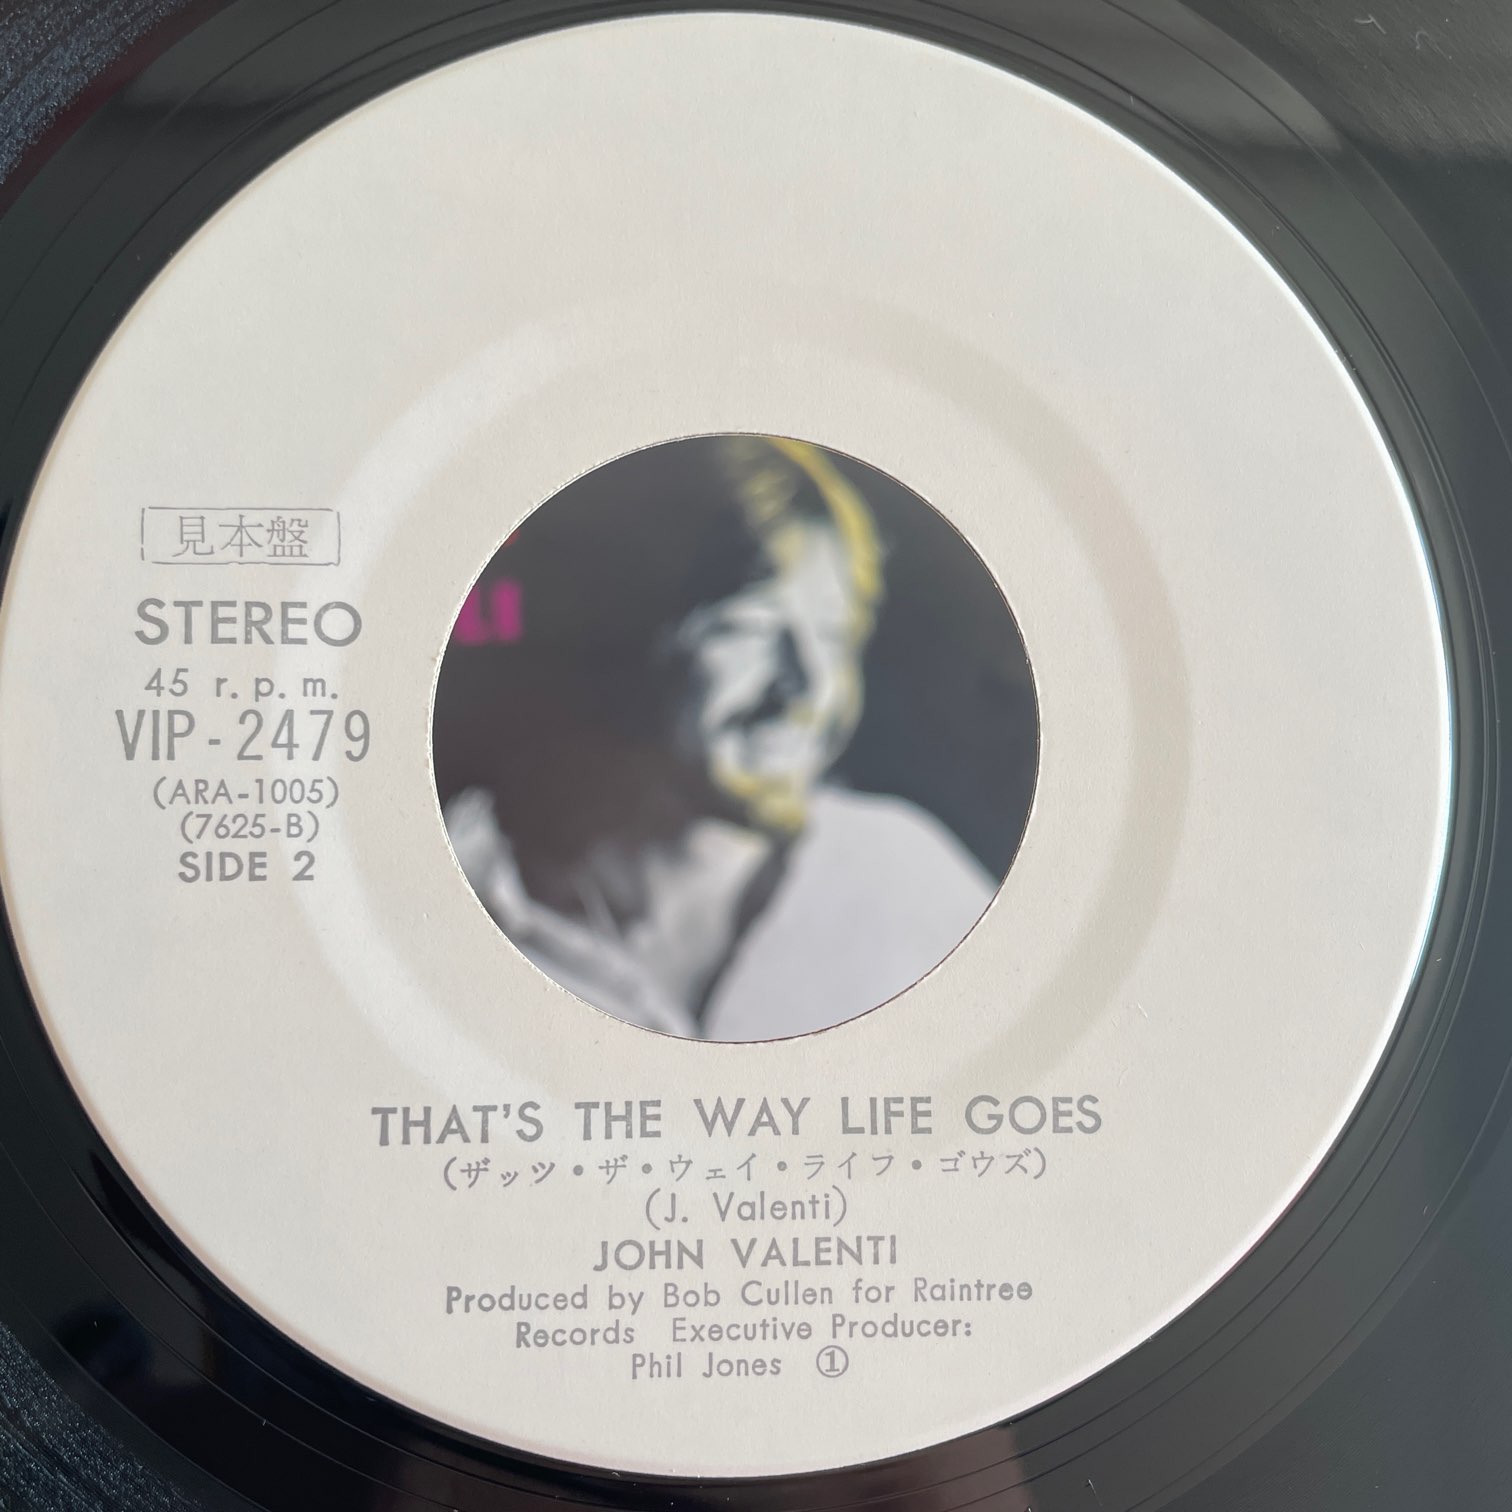 見本盤
STEREO
45 r.p.m.
VIP-2479
(ARA-1005)
(7625-B)
SIDE 2
LI
THAT'S THE WAY LIFE GOES
(ザッツ・ザ・ウェイ・ライフ・ゴウズ)
(J. Valenti)
JOHN VALENTI
Produced by Bob Cullen for Raintree
Records Executive Producer:
Phil Jones ①